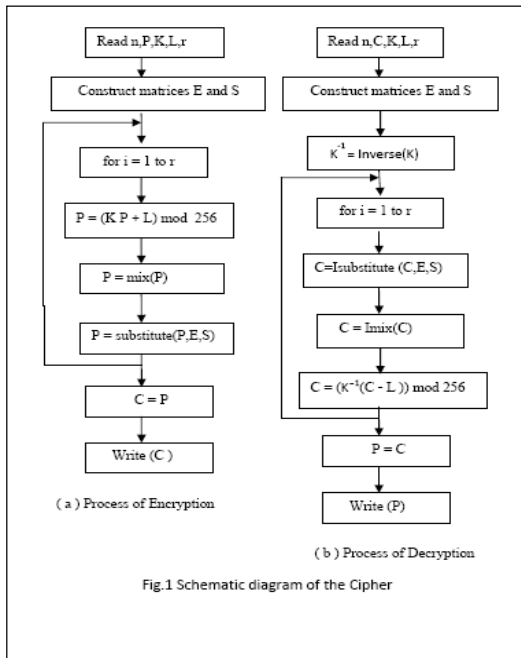 Read n,P,K,L,r
Construct matrices E and S
for i = 1 to r
P = (K P + L) mod 256
P = mix(P)
P = substitute(P,E,S)
C = P
Write (C )
( a ) Process of Encryption
Read n,C,K,L,r
Construct matrices E and S
K⁻¹ = Inverse(K)
for i = 1 to r
C=Isubstitute (C,E,S)
C = Imix(C)
C = (K⁻¹(C - L )) mod 256
P = C
Write (P)
( b ) Process of Decryption
Fig.1 Schematic diagram of the Cipher